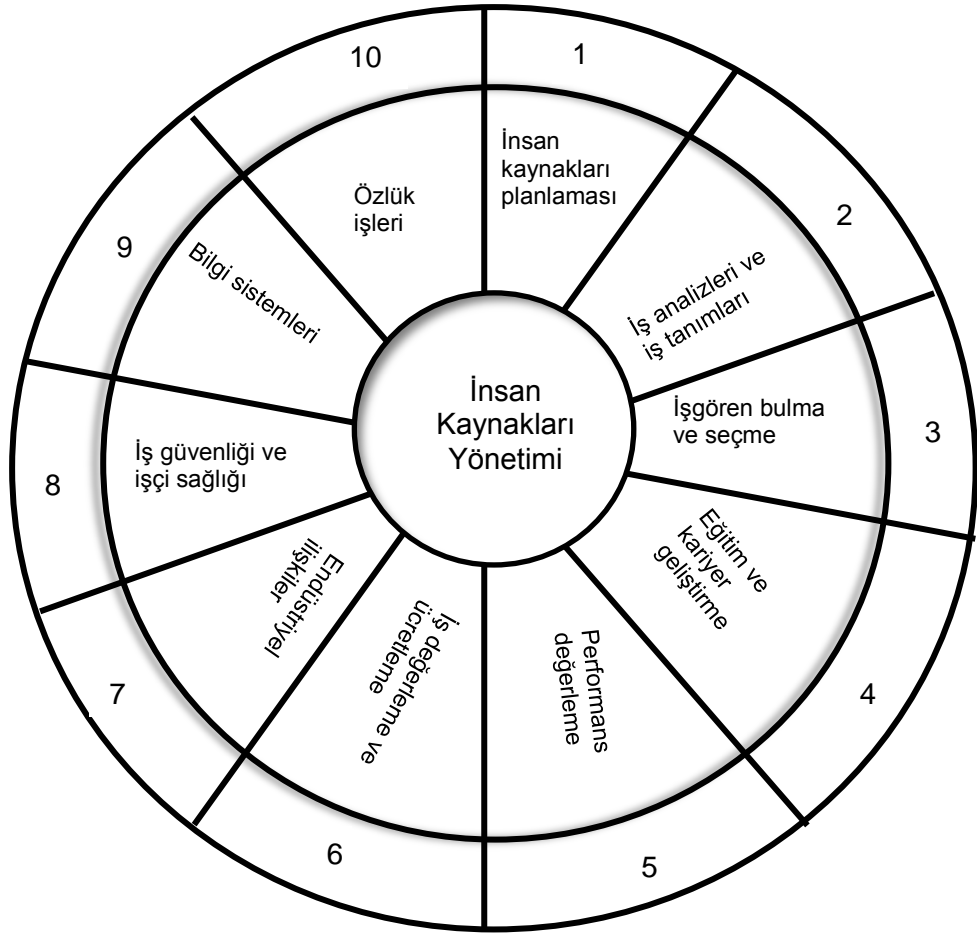 1
İnsan
kaynakları
planlaması
2
İş analizleri ve
iş tanımları
3
İşgören bulma
ve seçme
4
Eğitim ve
kariyer
geliştirme
5
Performans
değerleme
6
İş değerleme ve
ücretleme
7
Endüstriyel
ilişkiler
8
İş güvenliği ve
işçi sağlığı
9
Bilgi sistemleri
10
Özlük
işleri
İnsan
Kaynakları
Yönetimi